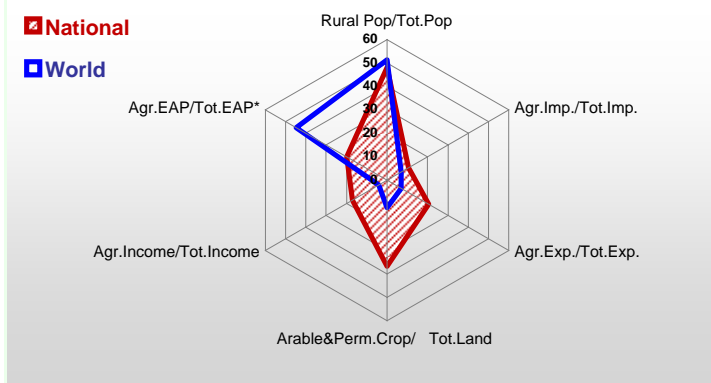 National
World
Rural Pop/Tot.Pop
60
50
40
30
20
10
0
Agr.EAP/Tot.EAP*
Agr.Imp./Tot.Imp.
Agr.Income/Tot.Income
Agr.Exp./Tot.Exp.
Arable&Perm.Crop/ Tot.Land